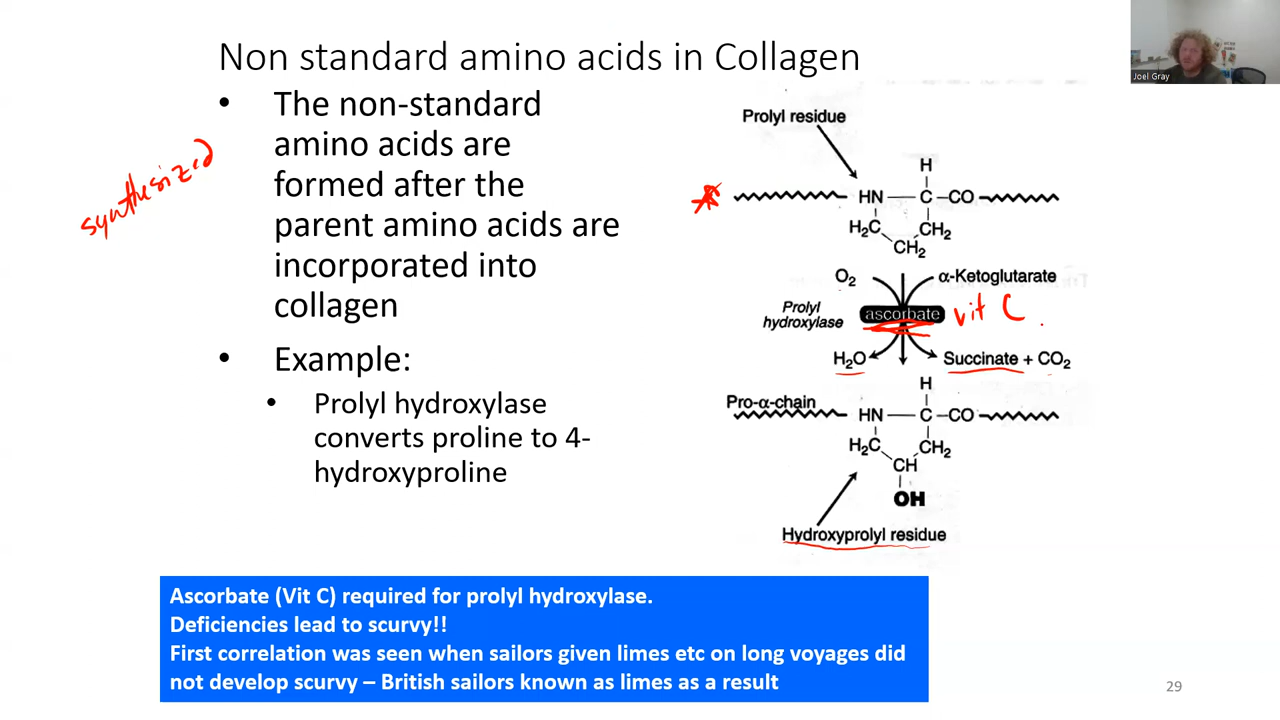 Non standard amino acids in Collagen
Joel Gray
• The non-standard
amino acids are
formed after the
parent amino acids are
incorporated into
collagen
synthesized
• Example:
• Prolyl hydroxylase
converts proline to 4-
hydroxyproline
Prolyl residue
H
HN C CO
H₂C CH₂
CH₂
O₂ α-Ketoglutarate
Prolyl
hydroxylase
ascorbate vit C
H₂O Succinate + CO₂
H
Pro-α-chain
HN C CO
H₂C CH₂
CH
OH
Hydroxyprolyl residue
Ascorbate (Vit C) required for prolyl hydroxylase.
Deficiencies lead to scurvy!!
First correlation was seen when sailors given limes etc on long voyages did
not develop scurvy – British sailors known as limes as a result
29